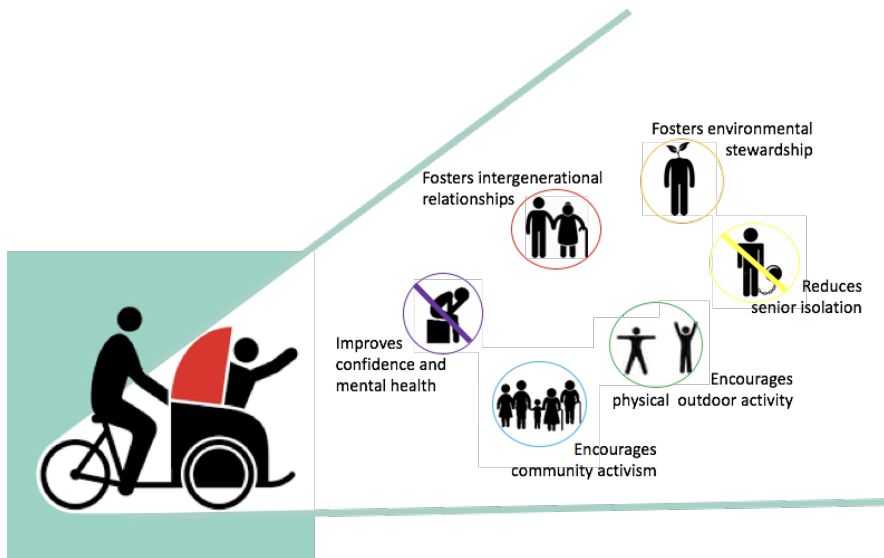 Fosters environmental
stewardship
Fosters intergenerational
relationships
Reduces
senior isolation
Improves
confidence and
mental health
Encourages
physical outdoor activity
Encourages
community activism